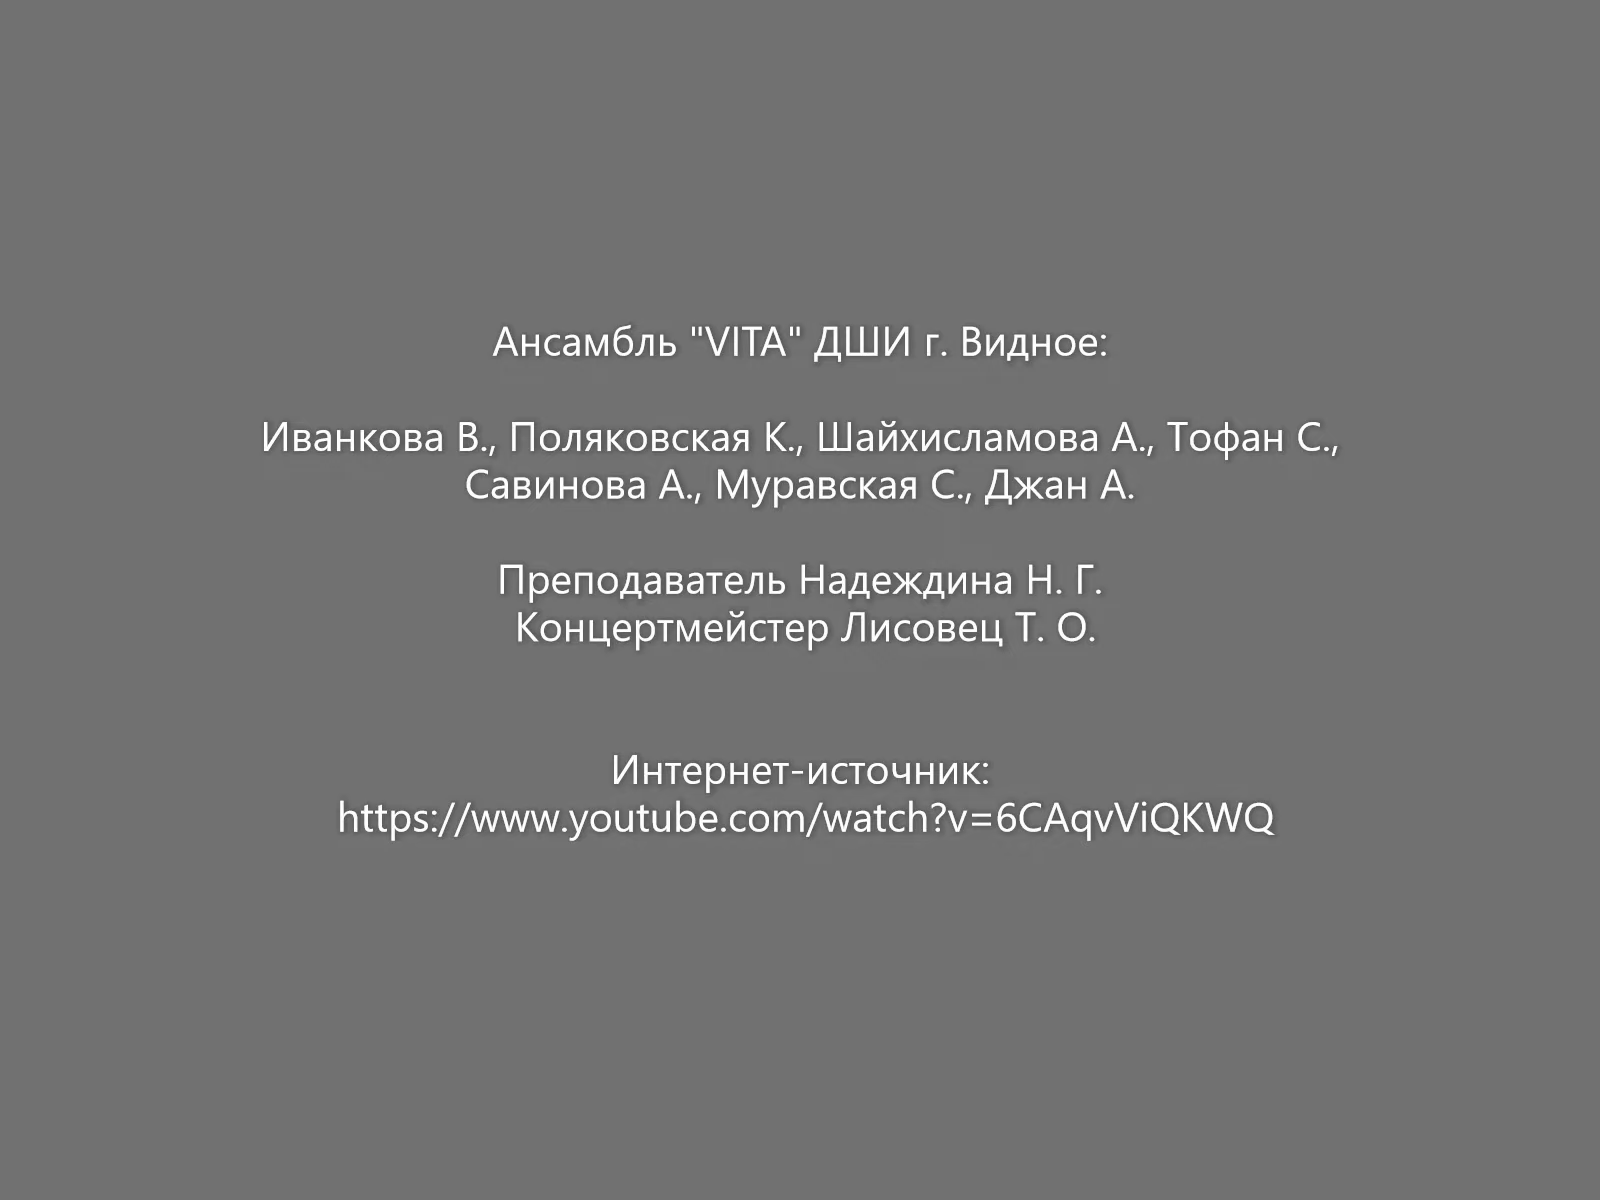 Ансамбль "VITA" ДШИ г. Видное:
Иванкова В., Поляковская К., Шайхисламова А., Тофан С.,
Савинова А., Муравская С., Джан А.
Преподаватель Надеждина Н. Г.
Концертмейстер Лисовец Т. О.
Интернет-источник:
https://www.youtube.com/watch?v=6CAqvViQKWQ